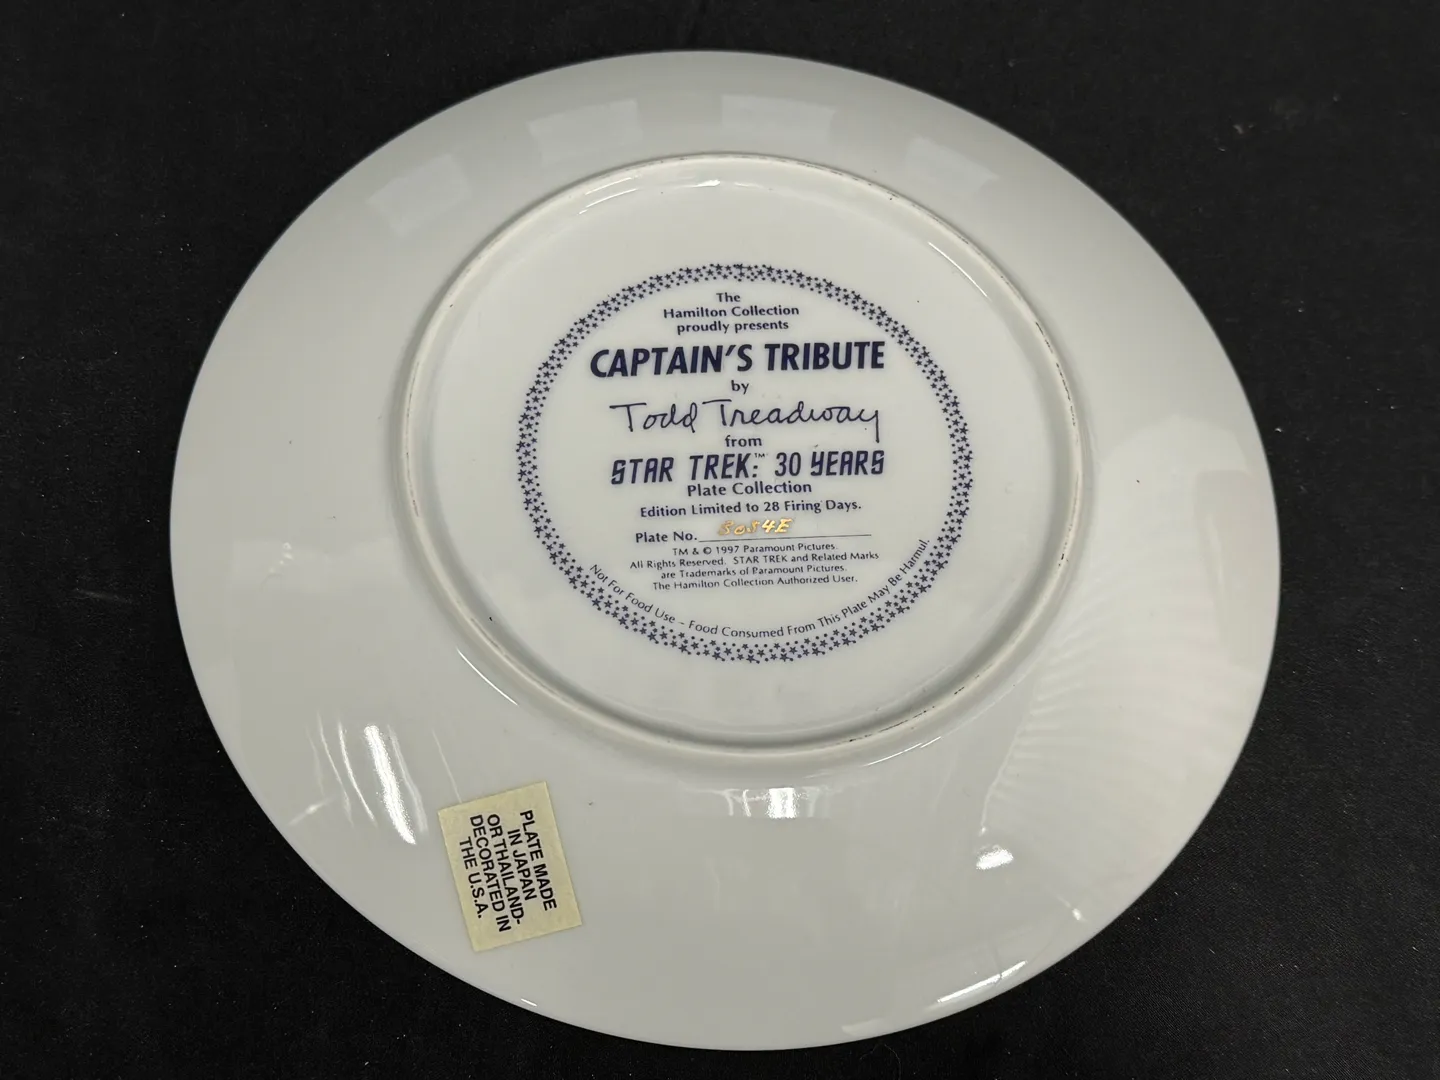 The
Hamilton Collection
proudly presents
CAPTAIN'S TRIBUTE
by
Todd Treadway
from
STAR TREK:™ 30 YEARS
Plate Collection
Edition Limited to 28 Firing Days.
Plate No. 5054E
TM & © 1997 Paramount Pictures.
All Rights Reserved. STAR TREK and Related Marks
are Trademarks of Paramount Pictures.
The Hamilton Collection Authorized User.
Not For Food Use – Food Consumed From This Plate May Be Harmful.
PLATE MADE
IN JAPAN
OR THAILAND-
DECORATED IN
THE U.S.A.